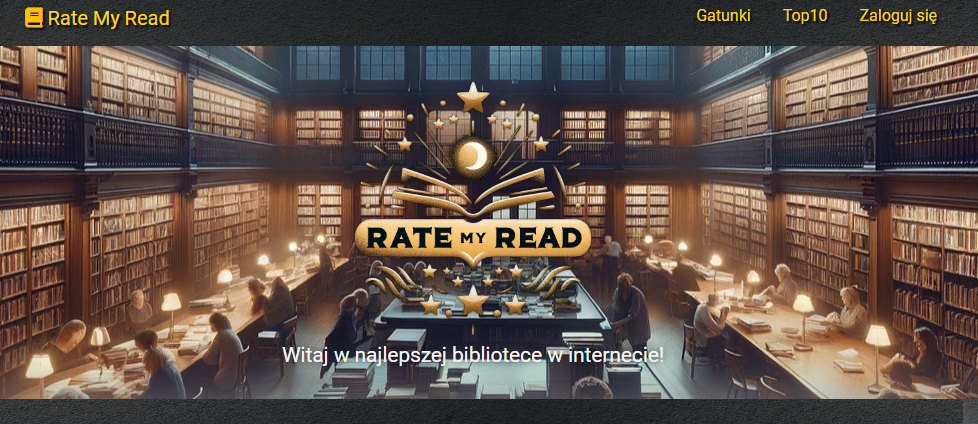 Rate My Read
Gatunki
Top10
Zaloguj się
RATE MY READ
Witaj w najlepszej bibliotece w internecie!